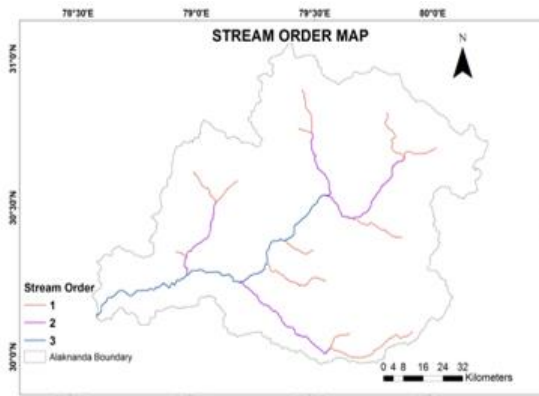 78°30'E 79°0'E 79°30'E 80°0'E
STREAM ORDER MAP
N
31°0'N
30°30'N
30°0'N
Stream Order
1
2
3
Alaknanda Boundary
0 4 8 16 24 32
Kilometers